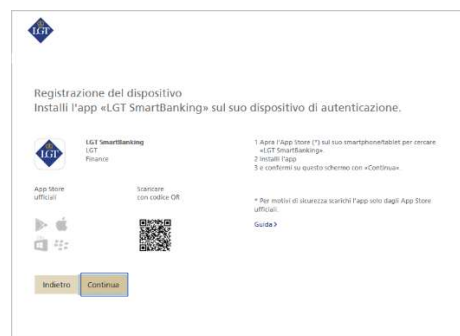 LGT
Registrazione del dispositivo
Installi l'app «LGT SmartBanking» sul suo dispositivo di autenticazione.
LGT
LGT SmartBanking
LGT
Finance
1 Apra l'App Store (*) sul suo smartphone/tablet per cercare
«LGT SmartBanking».
2 Installi l'app
3 e confermi su questo schermo con «Continua».
App Store
ufficiali
Scaricare
con codice QR
* Per motivi di sicurezza scarichi l'app solo dagli App Store
ufficiali.
Guida >
Indietro
Continua